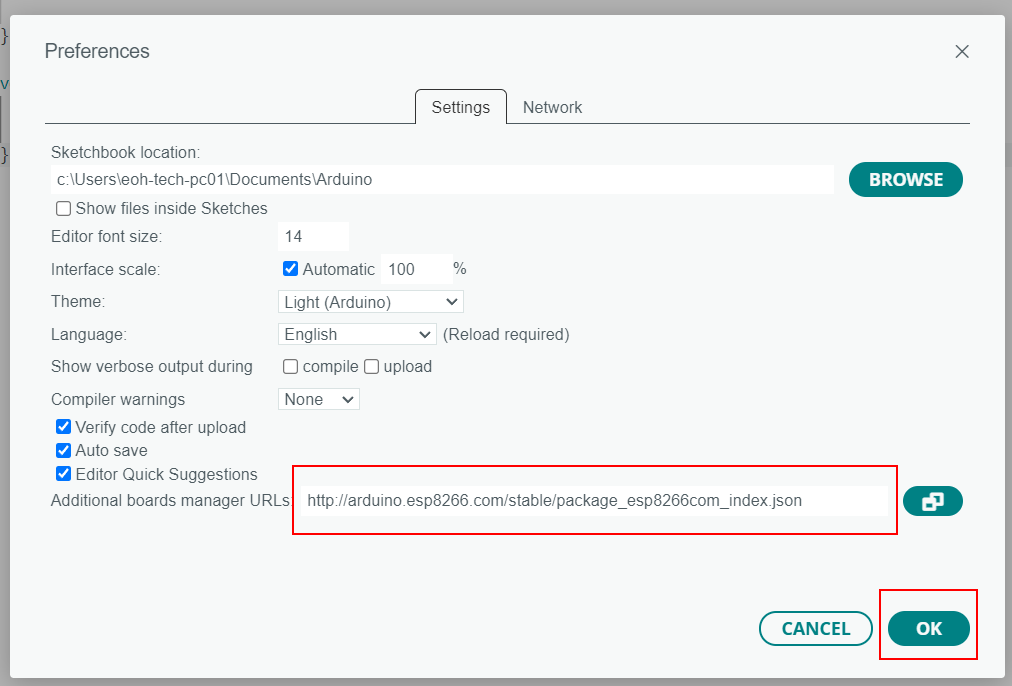 }
v
}
Preferences
Settings Network
Sketchbook location:
c:\Users\eoh-tech-pc01\Documents\Arduino BROWSE
Show files inside Sketches
Editor font size: 14
Interface scale: Automatic 100 %
Theme: Light (Arduino)
Language: English (Reload required)
Show verbose output during compile upload
Compiler warnings None
Verify code after upload
Auto save
Editor Quick Suggestions
Additional boards manager URLs: http://arduino.esp8266.com/stable/package_esp8266com_index.json
CANCEL OK